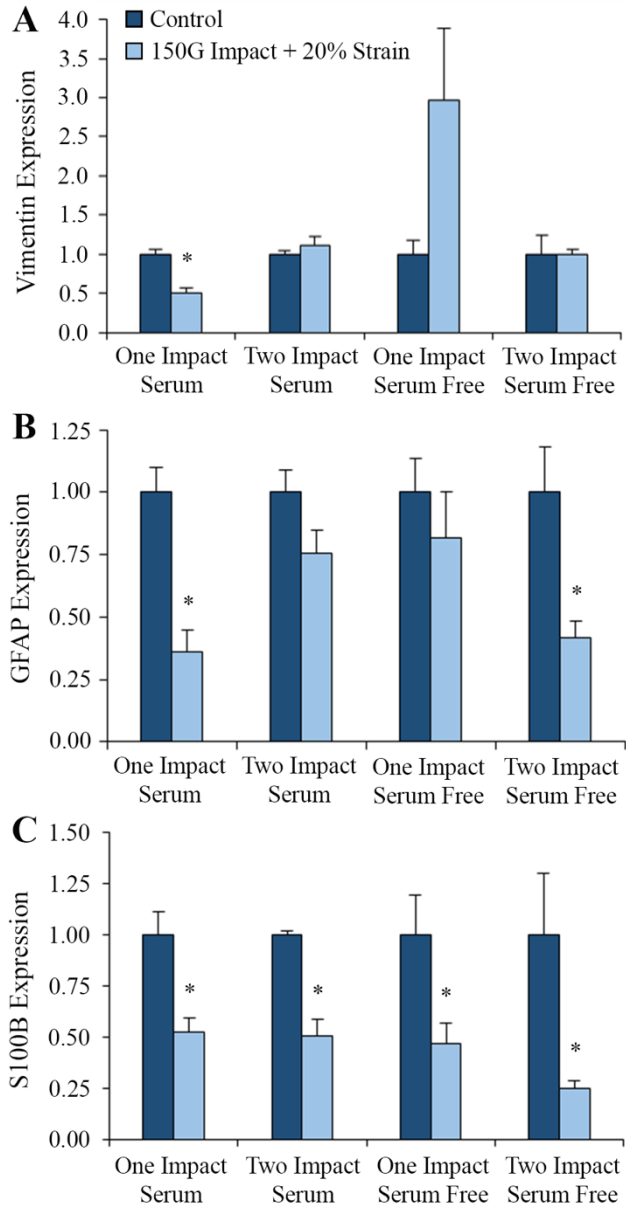 A
Control
150G Impact + 20% Strain
Vimentin Expression
4.0
3.5
3.0
2.5
2.0
1.5
1.0
0.5
0.0
*
One Impact
Serum
Two Impact
Serum
One Impact
Serum Free
Two Impact
Serum Free
B
GFAP Expression
1.25
1.00
0.75
0.50
0.25
0.00
*
*
One Impact
Serum
Two Impact
Serum
One Impact
Serum Free
Two Impact
Serum Free
C
S100B Expression
1.50
1.25
1.00
0.75
0.50
0.25
0.00
*
*
*
*
One Impact
Serum
Two Impact
Serum
One Impact
Serum Free
Two Impact
Serum Free